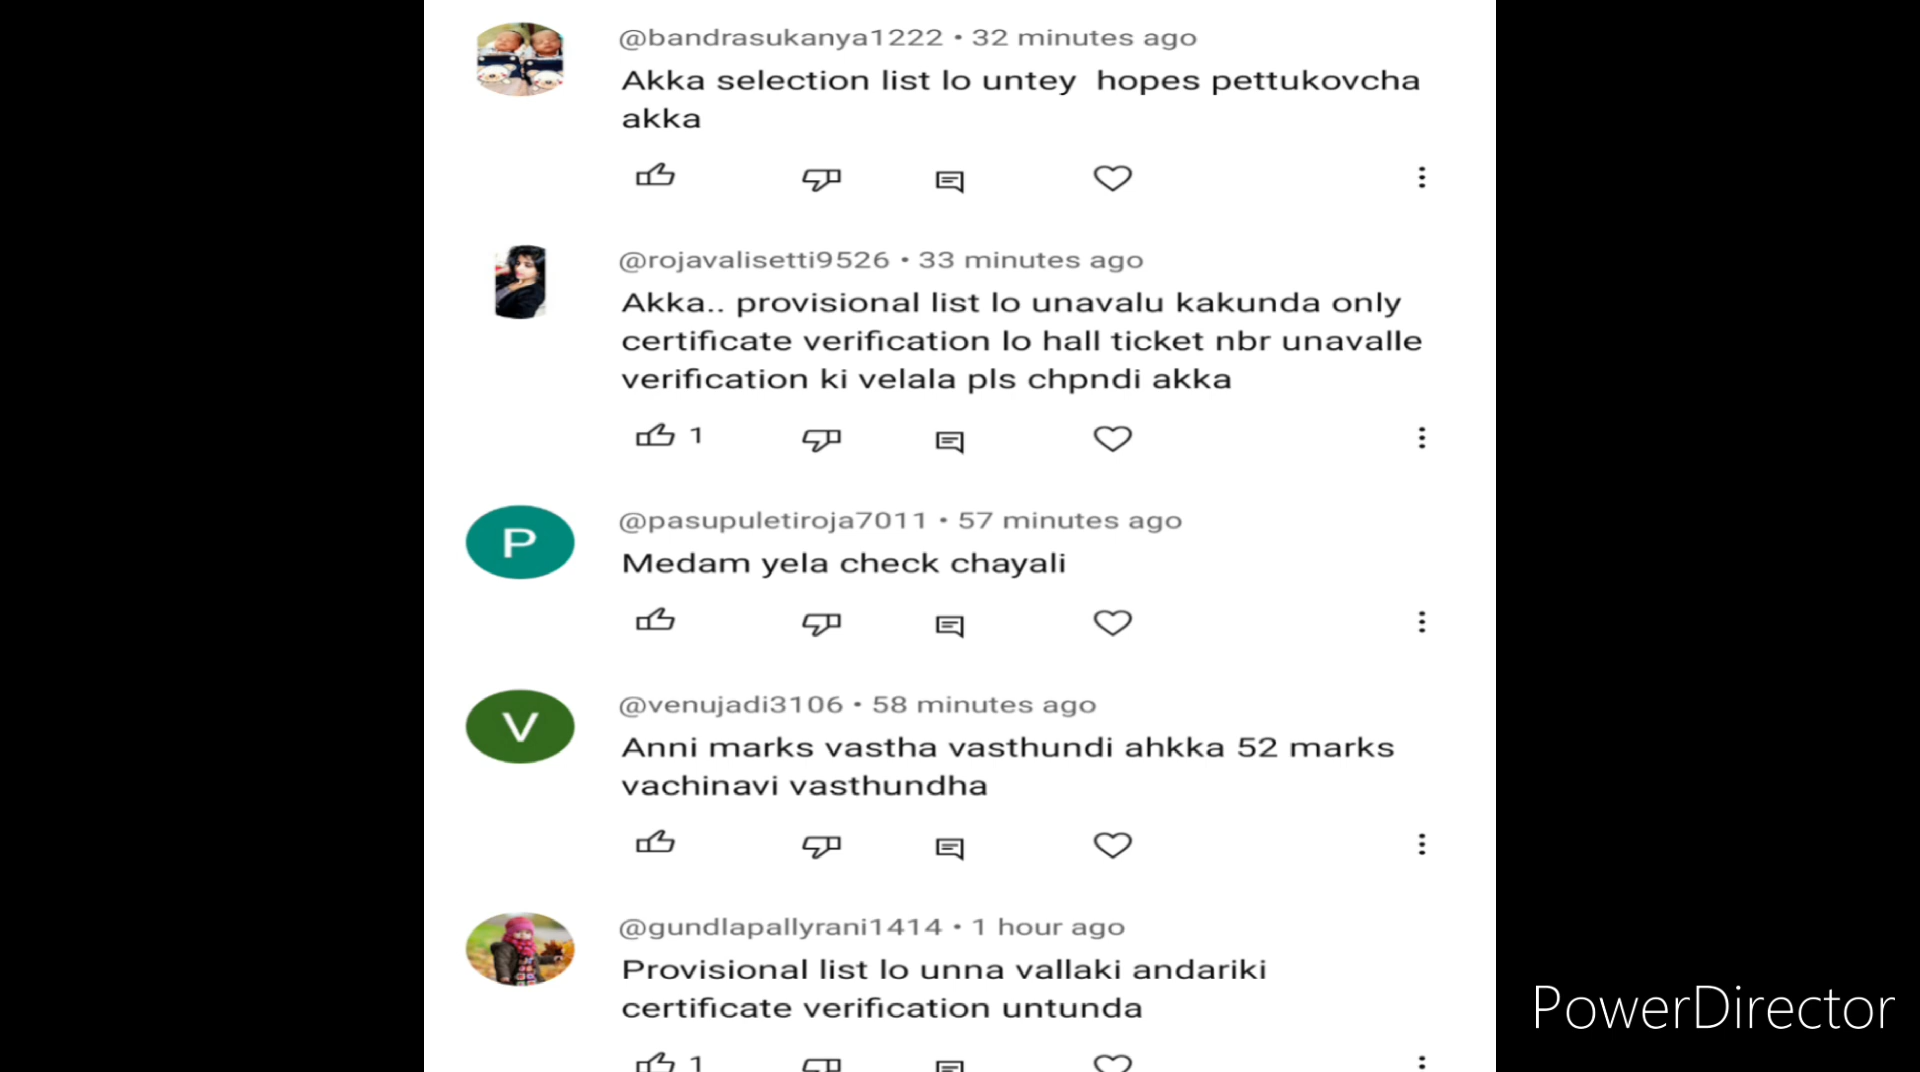 @bandrasukanya1222 • 32 minutes ago
Akka selection list lo untey  hopes pettukovcha
akka
@rojavalisetti9526 • 33 minutes ago
Akka.. provisional list lo unavalu kakunda only
certificate verification lo hall ticket nbr unavalle
verification ki velala pls chpndi akka
1
P
@pasupuletiroja7011 • 57 minutes ago
Medam yela check chayali
V
@venujadi3106 • 58 minutes ago
Anni marks vastha vasthundi ahkka 52 marks
vachinavi vasthundha
@gundlapallyrani1414 • 1 hour ago
Provisional list lo unna vallaki andariki
certificate verification untunda
1
PowerDirector